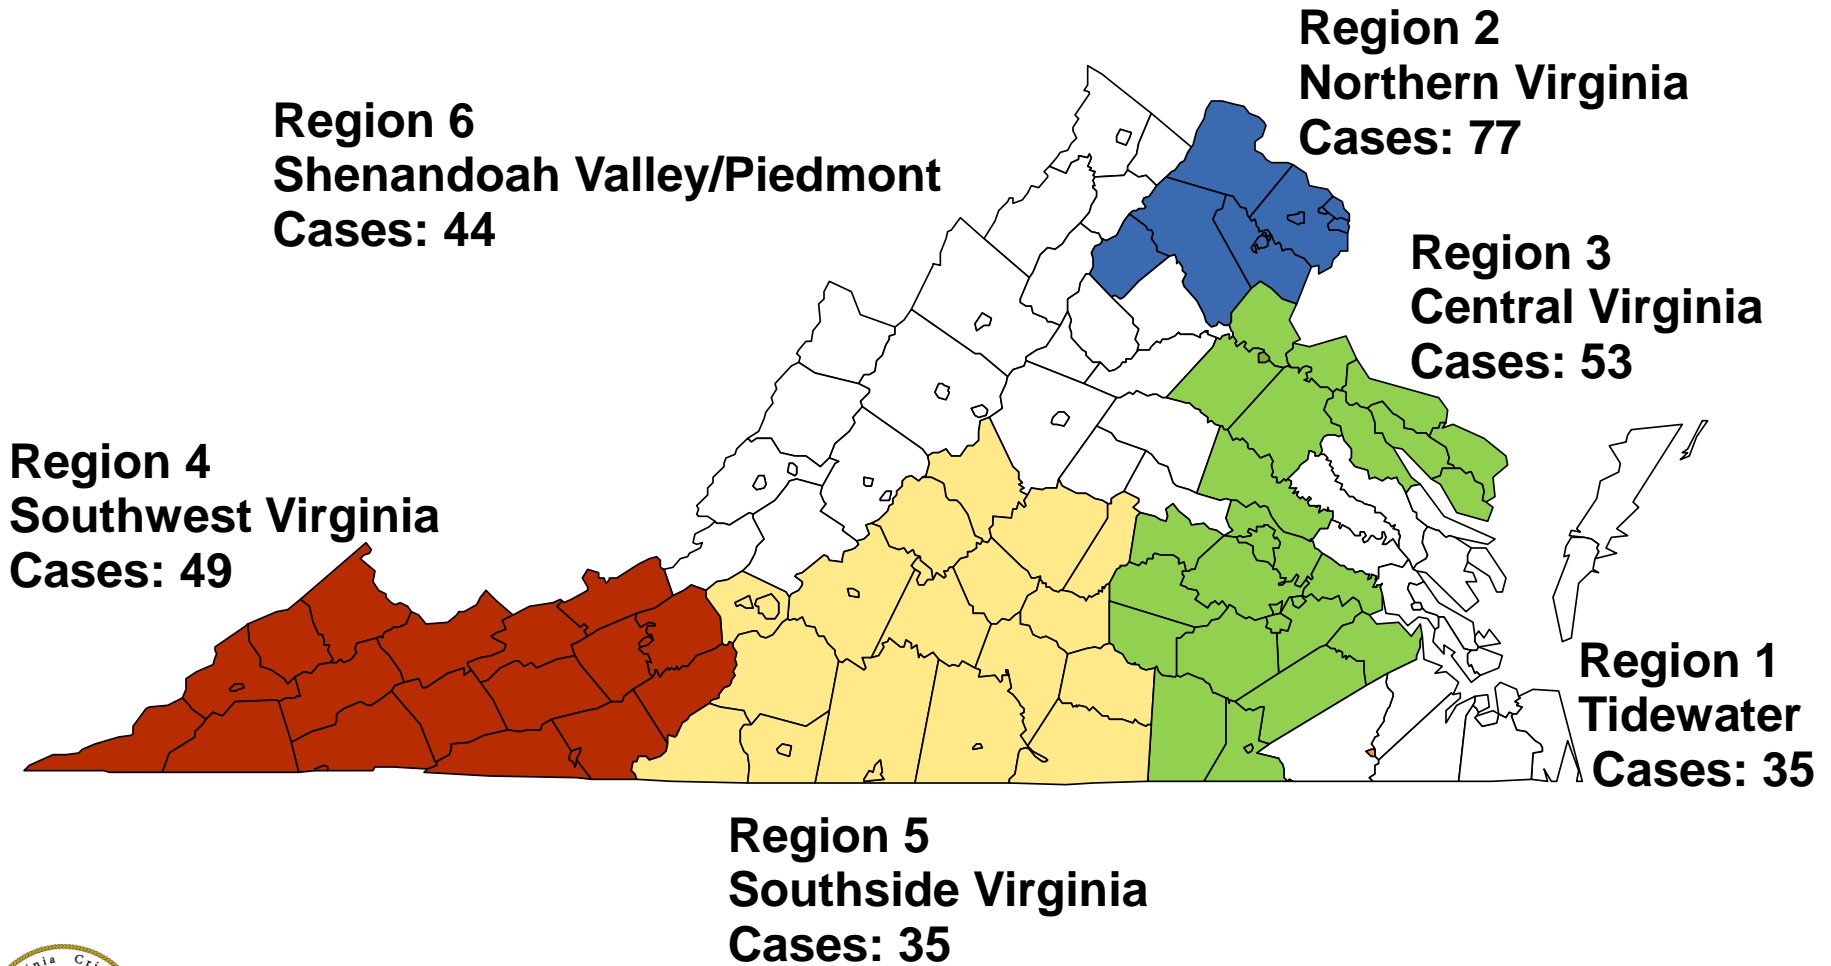 Region 2
Northern Virginia
Cases: 77
Region 6
Shenandoah Valley/Piedmont
Cases: 44
Region 3
Central Virginia
Cases: 53
Region 4
Southwest Virginia
Cases: 49
Region 1
Tidewater
Cases: 35
Region 5
Southside Virginia
Cases: 35